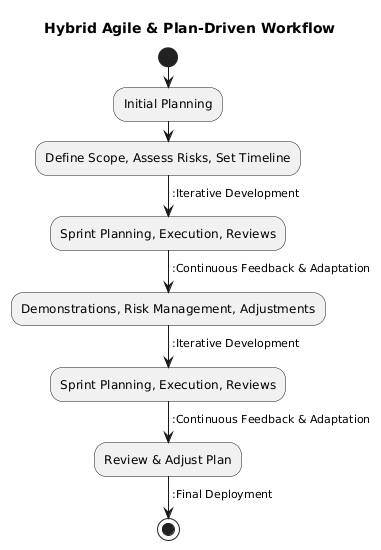 Hybrid Agile & Plan-Driven Workflow
Initial Planning
Define Scope, Assess Risks, Set Timeline
:Iterative Development
Sprint Planning, Execution, Reviews
:Continuous Feedback & Adaptation
Demonstrations, Risk Management, Adjustments
:Iterative Development
Sprint Planning, Execution, Reviews
:Continuous Feedback & Adaptation
Review & Adjust Plan
:Final Deployment